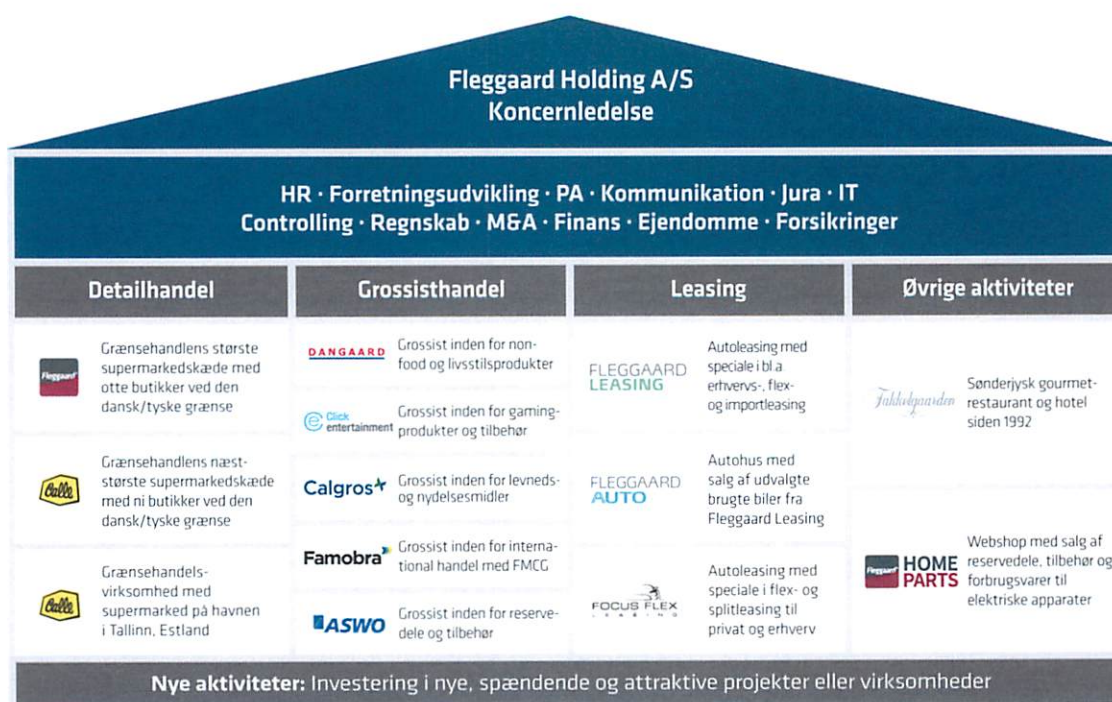 Fleggaard Holding A/S
Koncernledelse
HR · Forretningsudvikling · PA · Kommunikation · Jura · IT
Controlling · Regnskab · M&A · Finans · Ejendomme · Forsikringer
Detailhandel
Fleggaard
Grænsehandlens største
supermarkedskæde med
otte butikker ved den
dansk/tyske grænse
Calle
Grænsehandlens næst-
største supermarkedskæde
med ni butikker ved den
dansk/tyske grænse
Calle
Grænsehandels-
virksomhed med
supermarked på havnen
i Tallinn, Estland
Grossisthandel
DANGAARD
Grossist inden for non-
food og livsstilsprodukter
Click
entertainment
Grossist inden for gaming-
produkter og tilbehør
Calgros
Grossist inden for levneds-
og nydelsesmidler
Famobra
Grossist inden for interna-
tional handel med FMCG
ASWO
Grossist inden for reserve-
dele og tilbehør
Leasing
FLEGGAARD
LEASING
Autoleasing med
speciale i bl.a.
erhvervs-, flex-
og importleasing
FLEGGAARD
AUTO
Autohus med
salg af udvalgte
brugte biler fra
Fleggaard Leasing
FOCUS FLEX
LEASING
Autoleasing med
speciale i flex- og
splitleasing til
privat og erhverv
Øvrige aktiviteter
Fakkelgaarden
Sønderjysk gourmet-
restaurant og hotel
siden 1992
Fleggaard
HOME
PARTS
Webshop med salg af
reservedele, tilbehør og
forbrugsvarer til
elektriske apparater
Nye aktiviteter: Investering i nye, spændende og attraktive projekter eller virksomheder